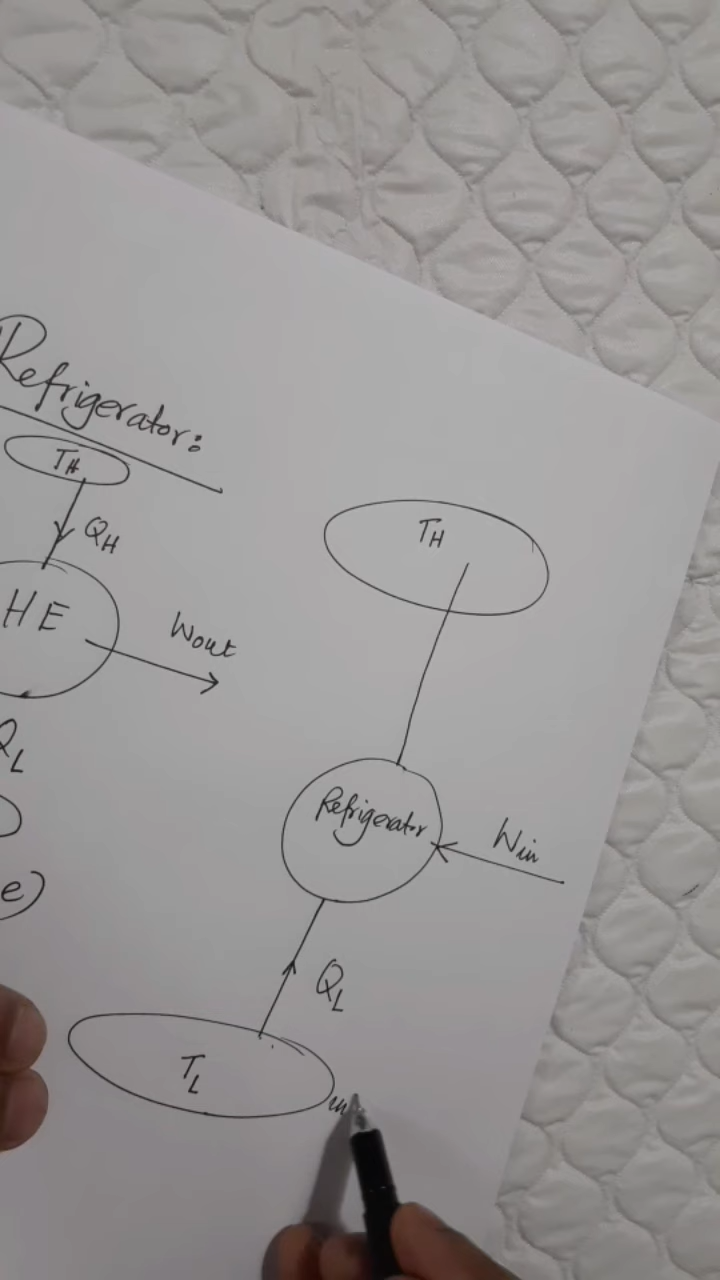 Refrigerator:
TH
QH
HE
Wout
QL
e)
TH
Refrigerator
Win
QL
TL